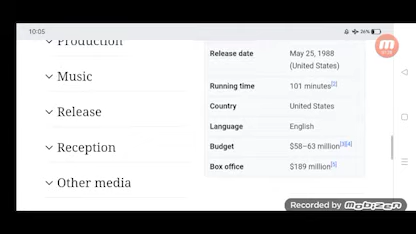 10:05
26%
Production
Music
Release
Reception
Other media
Release date May 25, 1988
(United States)
Running time 101 minutes[2]
Country United States
Language English
Budget $58–63 million[3][4]
Box office $189 million[5]
Recorded by Mobizen